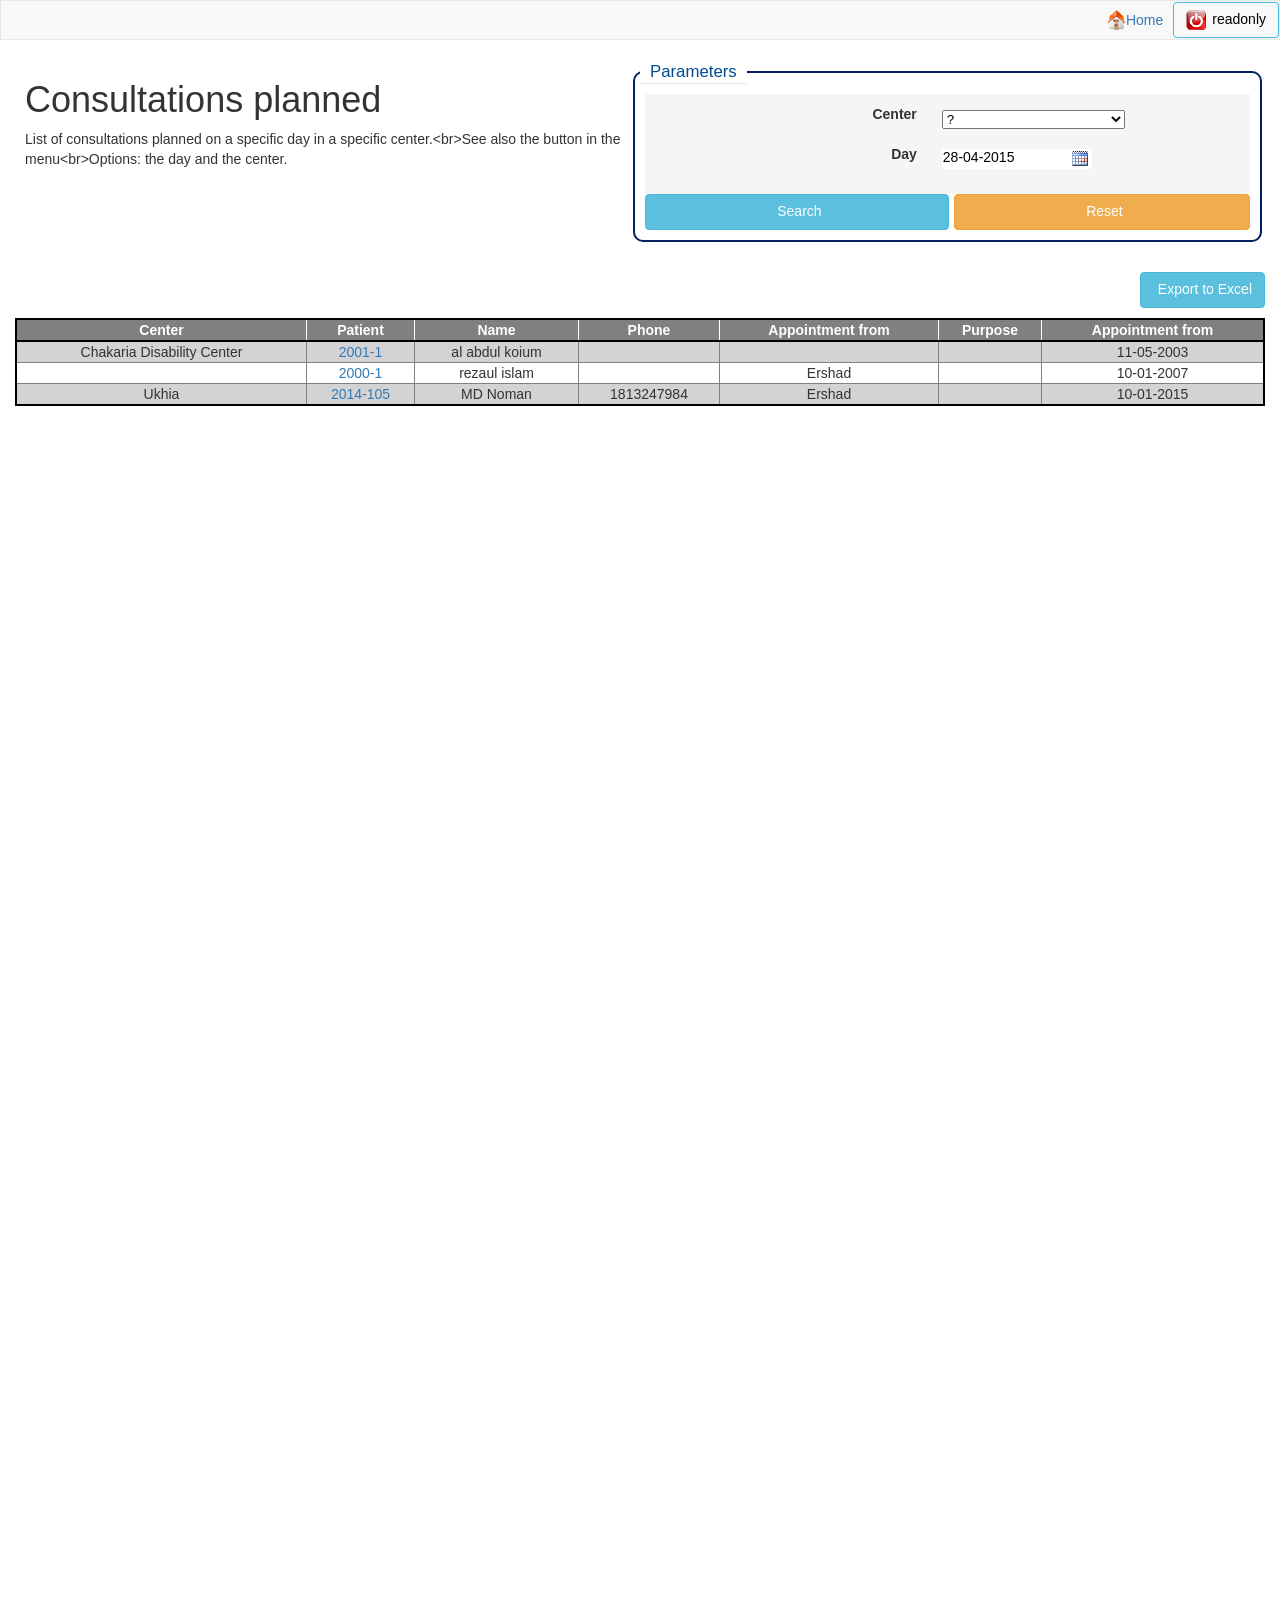 Home readonly
Parameters
Consultations planned
List of consultations planned on a specific day in a specific center.<br>See also the button in the
menu<br>Options: the day and the center.
Center ?
Day 28-04-2015
Search Reset
Export to Excel
Center Patient Name Phone Appointment from Purpose Appointment from
Chakaria Disability Center 2001-1 al abdul koium 11-05-2003
2000-1 rezaul islam Ershad 10-01-2007
Ukhia 2014-105 MD Noman 1813247984 Ershad 10-01-2015